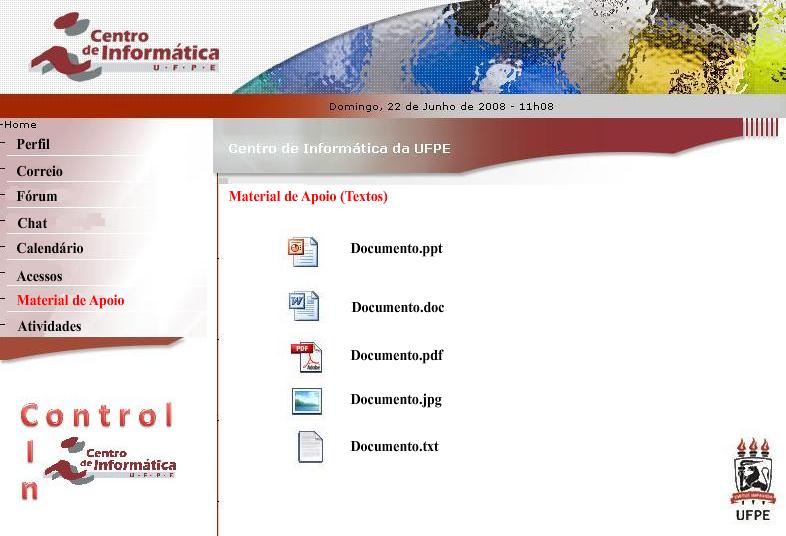 Centro
de Informática
U·F·P·E
Domingo, 22 de Junho de 2008 - 11h08
Home
Perfil
Correio
Fórum
Chat
Calendário
Acessos
Material de Apoio
Atividades
Centro de Informática da UFPE
Material de Apoio (Textos)
Documento.ppt
Documento.doc
PDF
Adobe
Documento.pdf
Documento.jpg
Documento.txt
Control
In
Centro
de Informática
U·F·P·E
UFPE